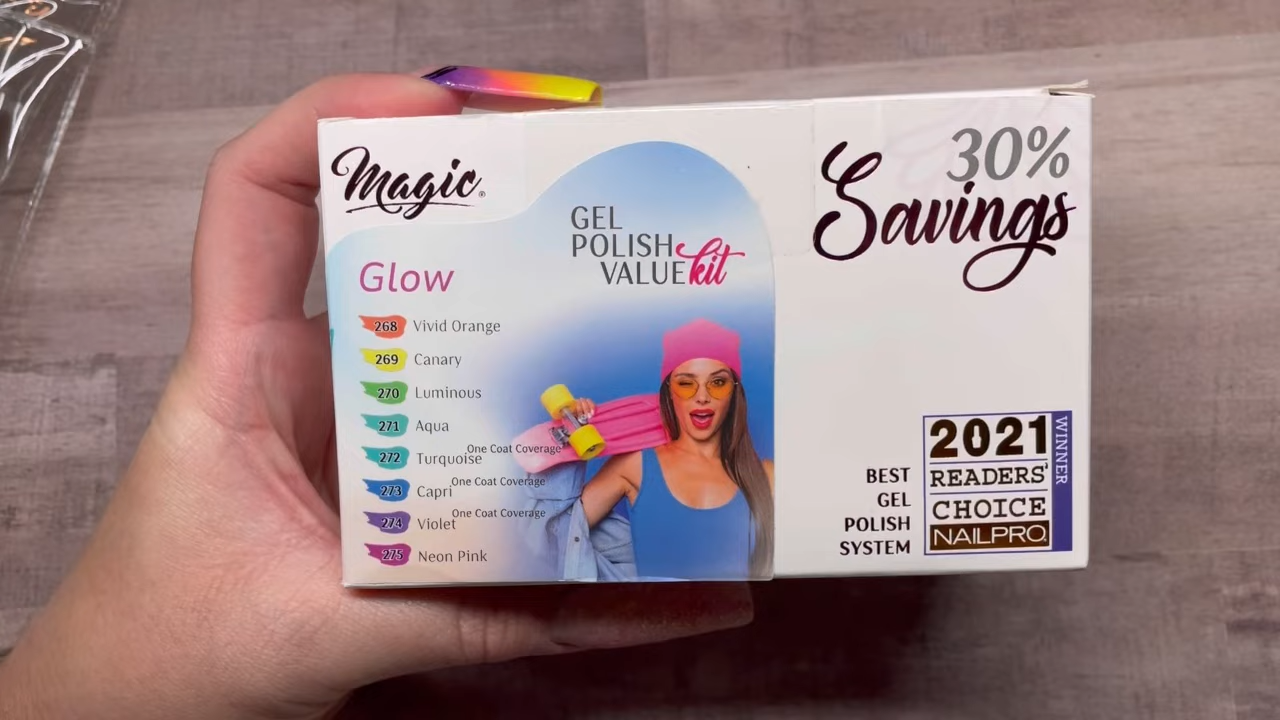 Magic®
GEL
POLISH
VALUE kit
Glow
268 Vivid Orange
269 Canary
270 Luminous
271 Aqua
272 Turquoise One Coat Coverage
273 Capri One Coat Coverage
274 Violet One Coat Coverage
275 Neon Pink
30%
Savings
BEST
GEL
POLISH
SYSTEM
2021
READERS'
CHOICE
NAILPRO
WINNER